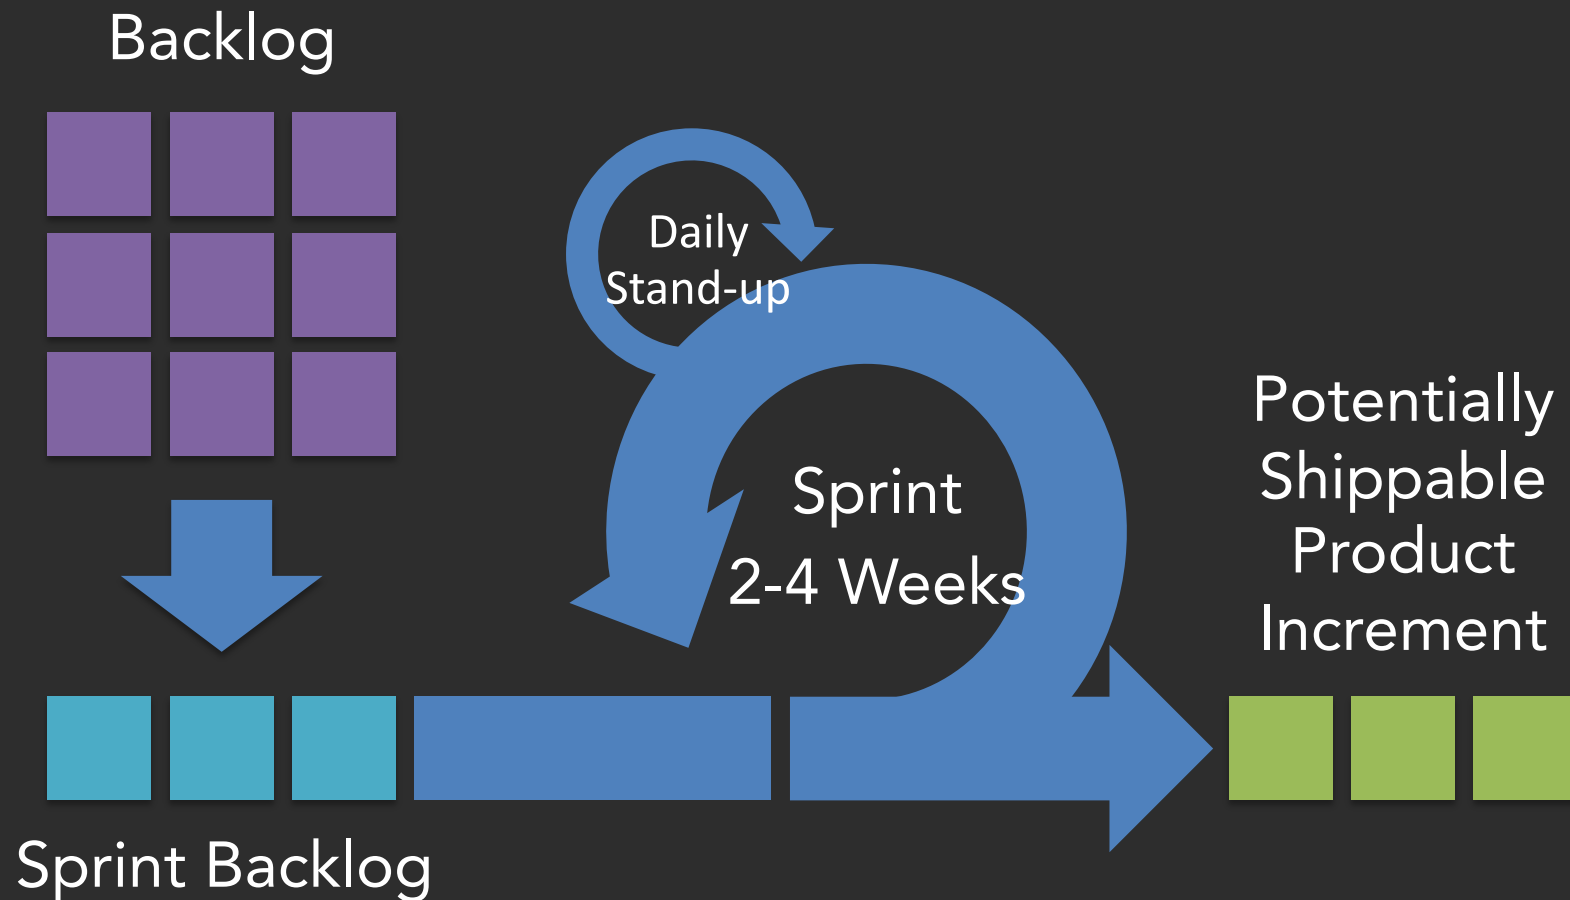 Backlog
Daily
Stand-up
Sprint
2-4 Weeks
Potentially
Shippable
Product
Increment
Sprint Backlog